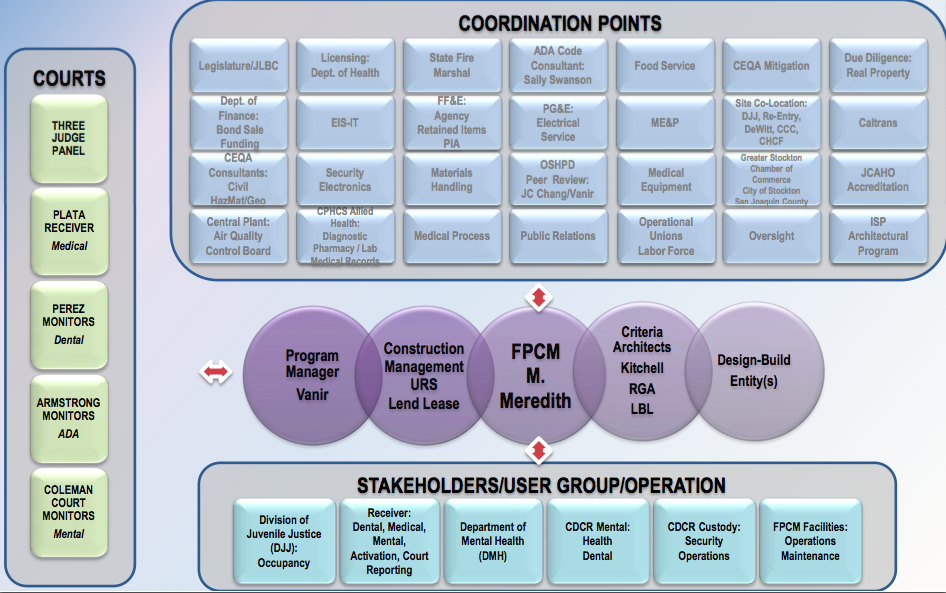 COURTS
THREE
JUDGE
PANEL
PLATA
RECEIVER
Medical
PEREZ
MONITORS
Dental
ARMSTRONG
MONITORS
ADA
COLEMAN
COURT
MONITORS
Mental
COORDINATION POINTS
Legislature/JLBC
Licensing:
Dept. of Health
State Fire
Marshal
ADA Code
Consultant:
Sally Swanson
Food Service
CEQA Mitigation
Due Diligence:
Real Property
Dept. of
Finance:
Bond Sale
Funding
EIS-IT
FF&E:
Agency
Retained Items
PIA
PG&E:
Electrical
Service
ME&P
Site Co-Location:
DJJ, Re-Entry,
DeWitt, CCC,
CHCF
Caltrans
CEQA
Consultants:
Civil
HazMat/Geo
Security
Electronics
Materials
Handling
OSHPD
Peer Review:
JC Chang/Vanir
Medical
Equipment
Greater Stockton
Chamber of
Commerce
City of Stockton
San Joaquin County
JCAHO
Accreditation
Central Plant:
Air Quality
Control Board
CPHCS Allied
Health:
Diagnostic
Pharmacy / Lab
Medical Records
Medical Process
Public Relations
Operational
Unions
Labor Force
Oversight
ISP
Architectural
Program
Program
Manager
Vanir
Construction
Management
URS
Lend Lease
FPCM
M.
Meredith
Criteria
Architects
Kitchell
RGA
LBL
Design-Build
Entity(s)
STAKEHOLDERS/USER GROUP/OPERATION
Division of
Juvenile Justice
(DJJ):
Occupancy
Receiver:
Dental, Medical,
Mental,
Activation, Court
Reporting
Department of
Mental Health
(DMH)
CDCR Mental:
Health
Dental
CDCR Custody:
Security
Operations
FPCM Facilities:
Operations
Maintenance